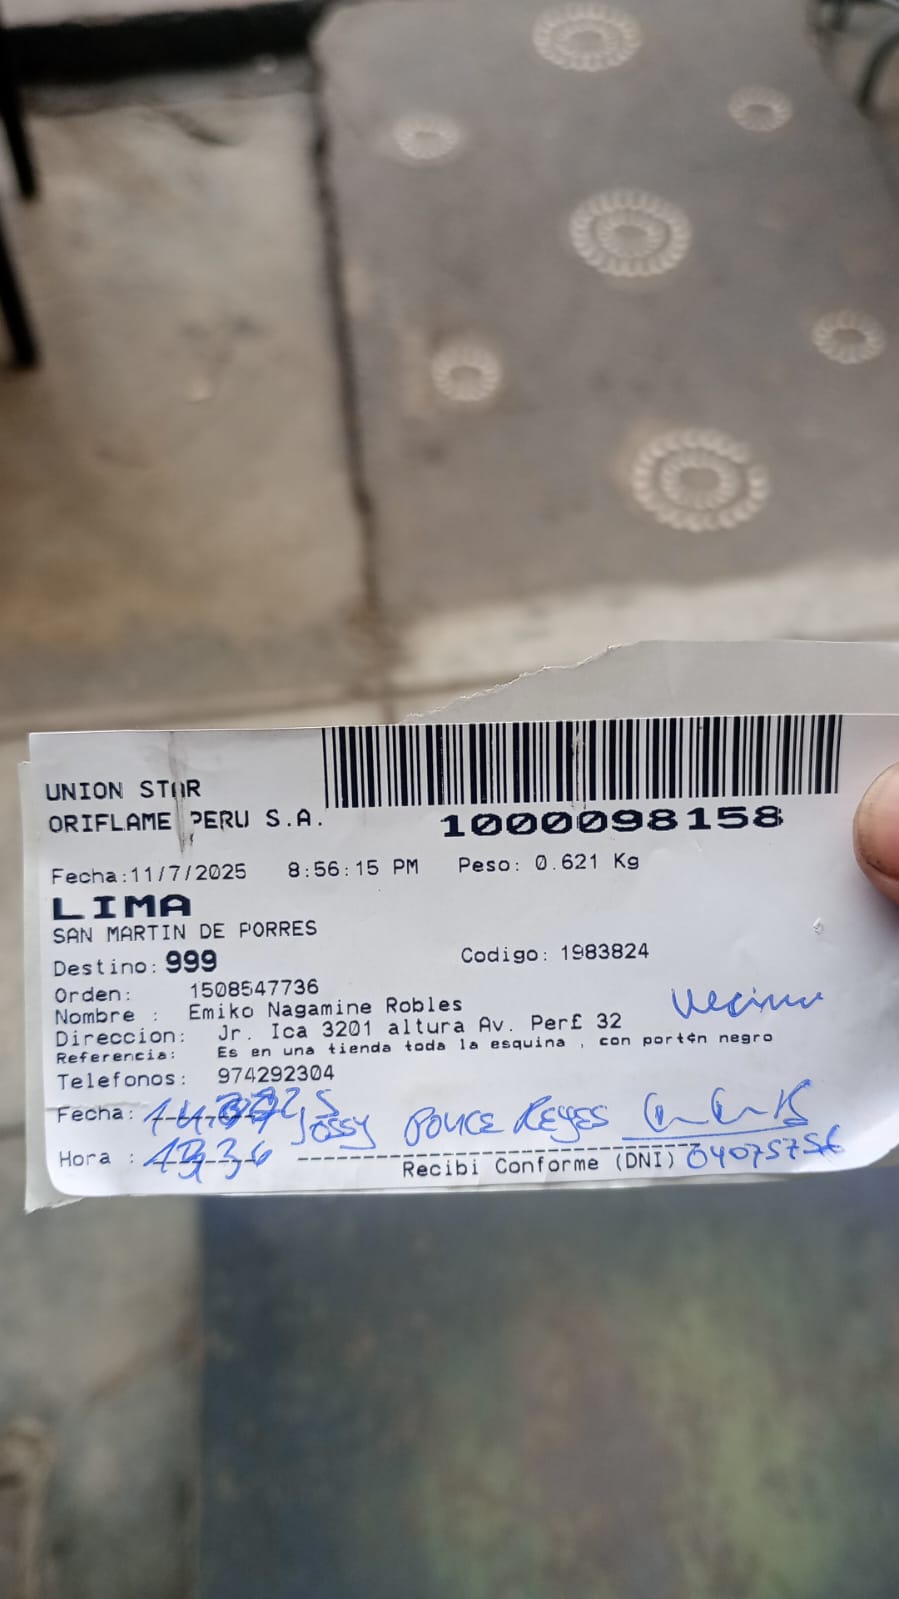 UNION STAR
ORIFLAME PERU S.A.
1000098158
Fecha:11/7/2025 8:56:15 PM Peso: 0.621 Kg
LIMA
SAN MARTIN DE PORRES
Destino: 999 Codigo: 1983824
Orden: 1508547736
Nombre : Emiko Nagamine Robles
Vecino
Direccion: Jr. Ica 3201 altura Av. Per£ 32
Referencia: Es en una tienda toda la esquina , con port¢n negro
Telefonos: 974292304
Fecha: Jossy Ponce Reyes
Hora :
Recibi Conforme (DNI) 04075756